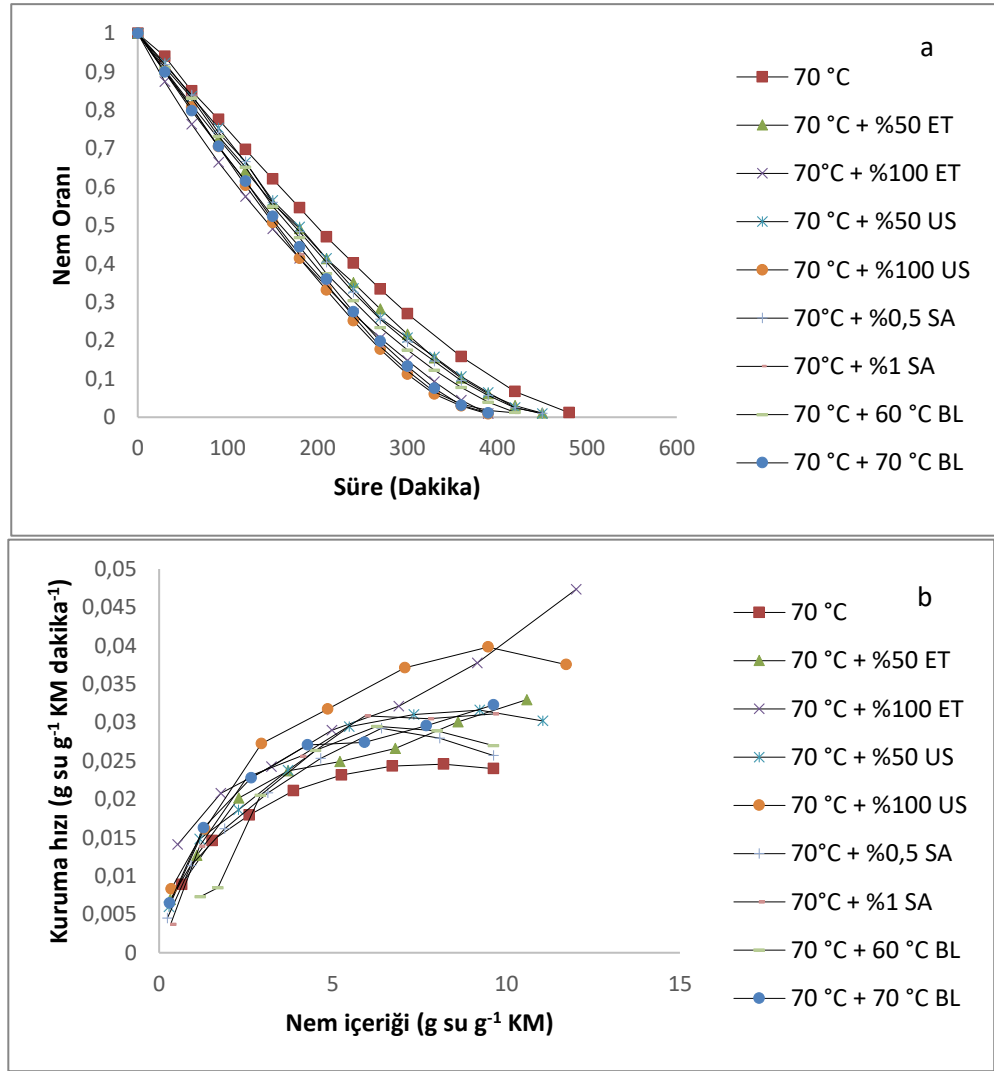 a
1
0,9
0,8
0,7
0,6
0,5
0,4
0,3
0,2
0,1
0
0 100 200 300 400 500 600
Nem Oranı
Süre (Dakika)
70 °C
70 °C + %50 ET
70°C + %100 ET
70 °C + %50 US
70 °C + %100 US
70°C + %0,5 SA
70°C + %1 SA
70 °C + 60 °C BL
70 °C + 70 °C BL
b
0,05
0,045
0,04
0,035
0,03
0,025
0,02
0,015
0,01
0,005
0
0 5 10 15
Kuruma hızı (g su g⁻¹ KM dakika⁻¹)
Nem içeriği (g su g⁻¹ KM)
70 °C
70 °C + %50 ET
70°C + %100 ET
70 °C + %50 US
70 °C + %100 US
70°C + %0,5 SA
70°C + %1 SA
70 °C + 60 °C BL
70 °C + 70 °C BL